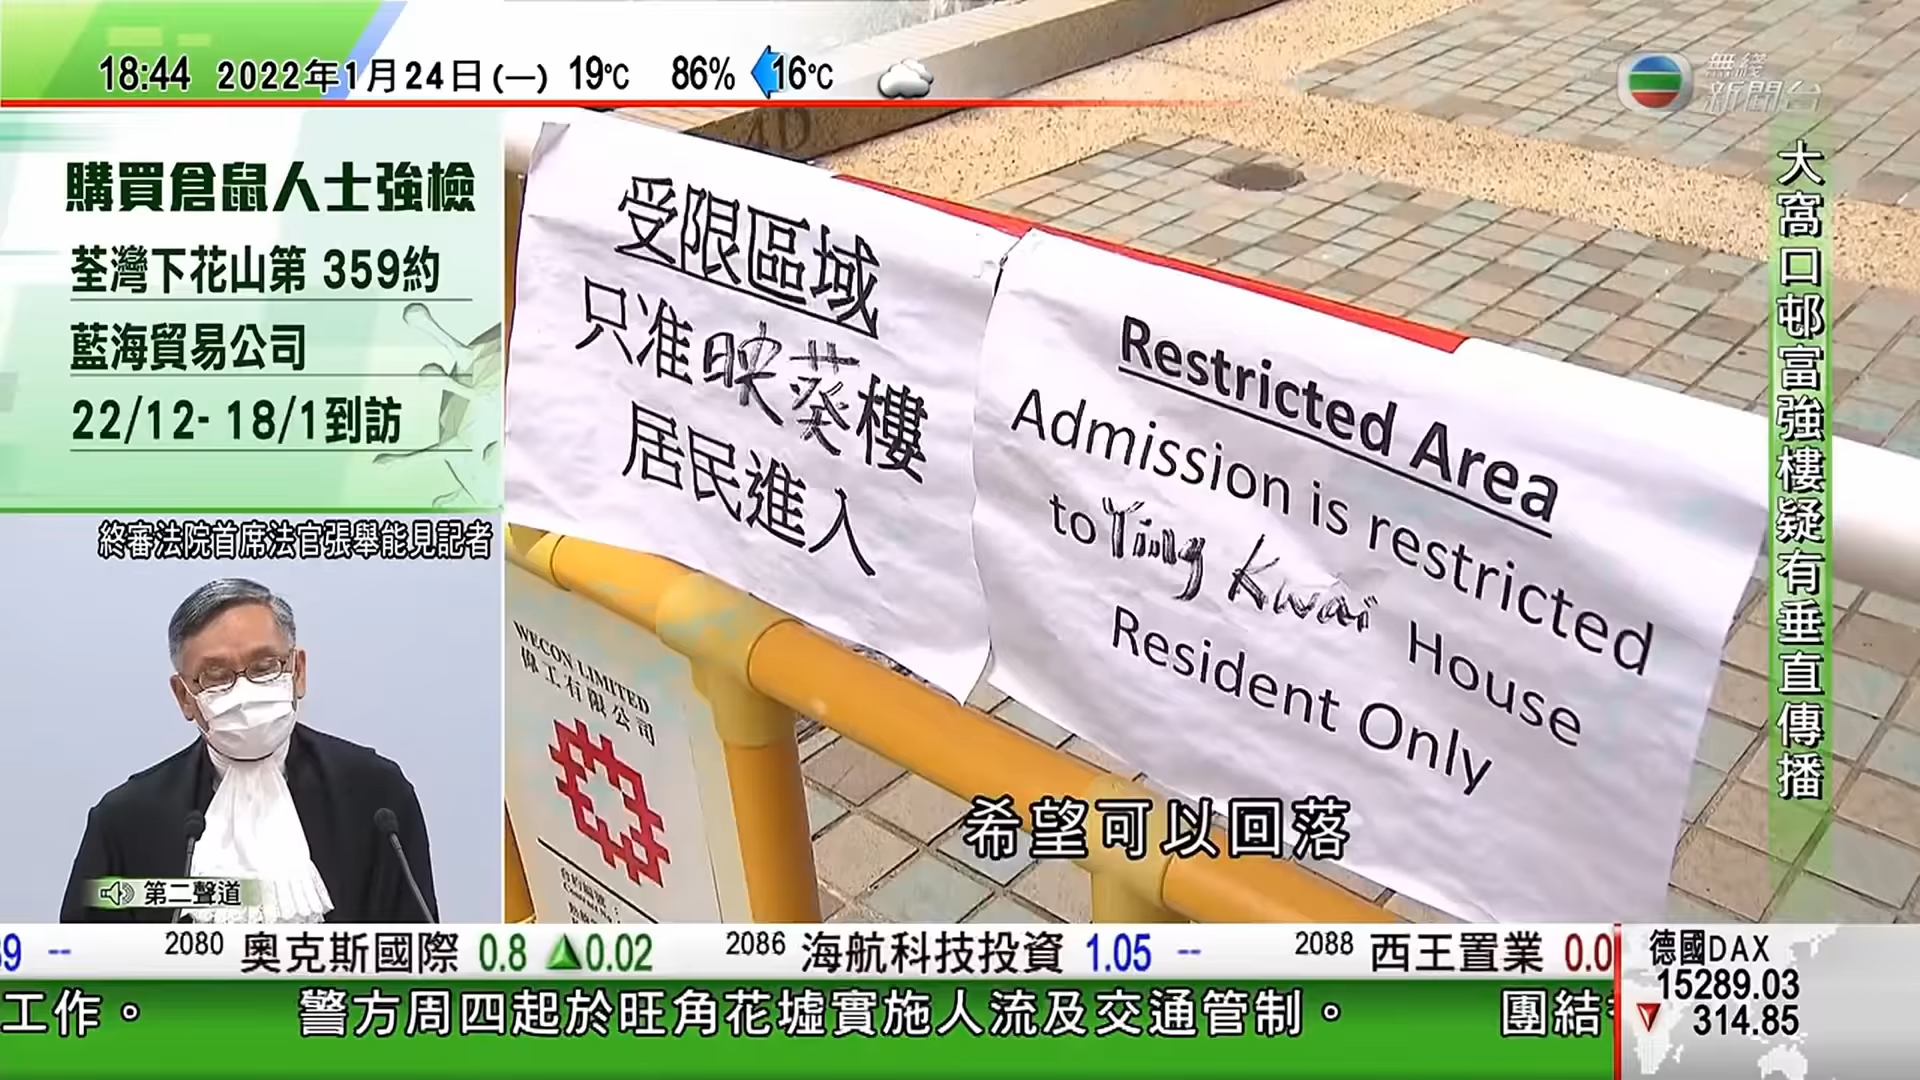 18:44 2022年1月24日(一) 19℃ 86% 16℃
無綫
新聞台
購買倉鼠人士強檢
荃灣下花山第 359約
藍海貿易公司
22/12- 18/1到訪
終審法院首席法官張舉能見記者
第二聲道
受限區域
只准映葵樓
居民進入
Restricted Area
Admission is restricted
to Ying Kwai House
Resident Only
WECON LIMITED
偉工有限公司
大窩口邨富強樓疑有垂直傳播
希望可以回落
39 -- 2080 奧克斯國際 0.8 ▲0.02 2086 海航科技投資 1.05 -- 2088 西王置業 0.0
工作。 警方周四起於旺角花墟實施人流及交通管制。 團結
德國DAX
15289.03
▼ 314.85